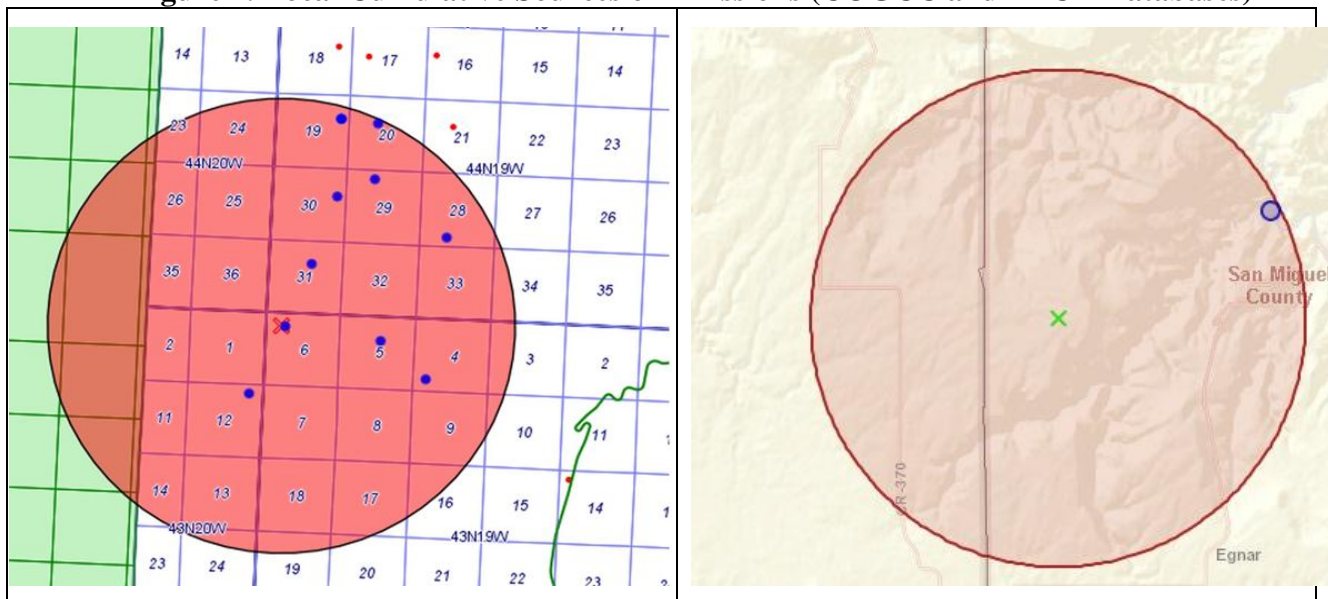 14 13 18 17 16 15 14
23 24 19 20 21 22 23
44N20W 44N19W
26 25 30 29 28 27 26
35 36 31 32 33 34 35
2 1 6 5 4 3 2
11 12 7 8 9 10 11
14 13 18 17 16 15 14
43N20W 43N19W
23 24 19 20 21 22 23
San Migue
County
CR-370
Egnar